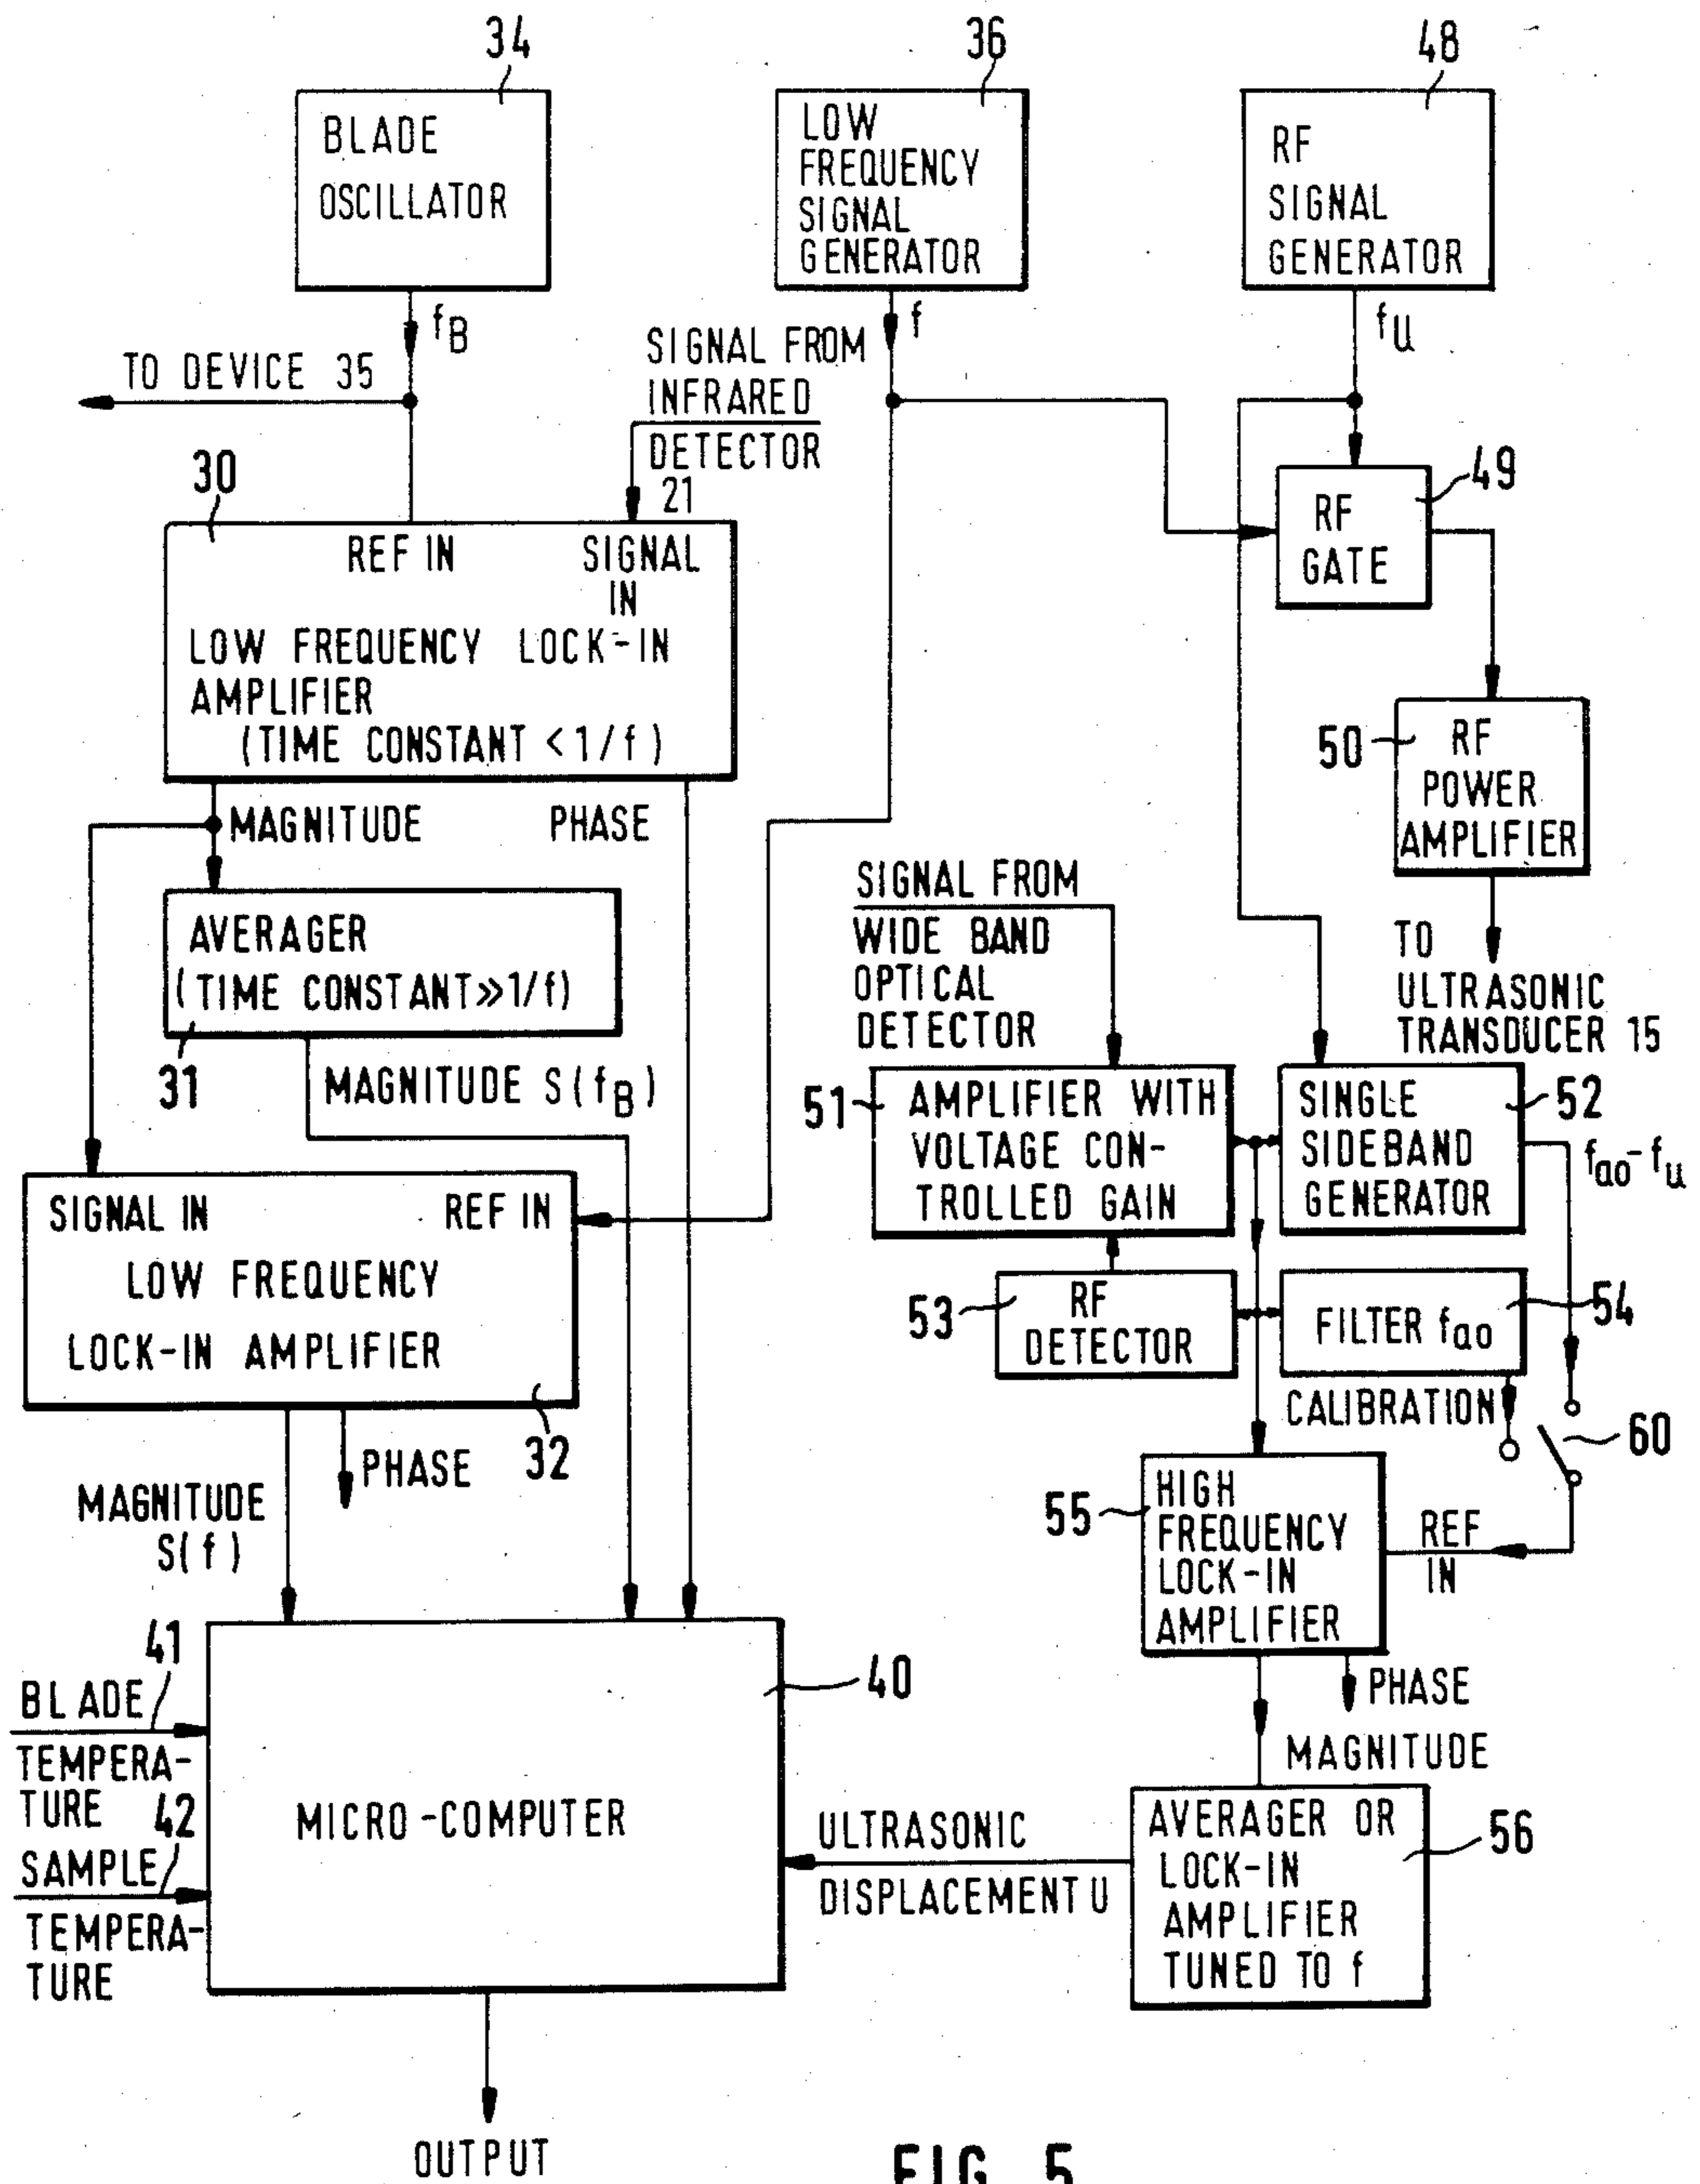 34
36
48
BLADE
OSCILLATOR
LOW
FREQUENCY
SIGNAL
GENERATOR
RF
SIGNAL
GENERATOR
fB
f
fU
TO DEVICE 35
SIGNAL FROM
INFRARED
DETECTOR
21
30
REF IN
SIGNAL
IN
LOW FREQUENCY LOCK-IN
AMPLIFIER
(TIME CONSTANT < 1/f)
49
RF
GATE
50
RF
POWER
AMPLIFIER
MAGNITUDE
PHASE
AVERAGER
(TIME CONSTANT≫1/f)
31
MAGNITUDE S(fB)
SIGNAL FROM
WIDE BAND
OPTICAL
DETECTOR
TO
ULTRASONIC
TRANSDUCER 15
51
AMPLIFIER WITH
VOLTAGE CON-
TROLLED GAIN
SINGLE
SIDEBAND
GENERATOR
52
fao-fu
SIGNAL IN
REF IN
LOW FREQUENCY
LOCK-IN AMPLIFIER
32
53
RF
DETECTOR
FILTER fao
54
CALIBRATION
60
MAGNITUDE
S(f)
PHASE
55
HIGH
FREQUENCY
LOCK-IN
AMPLIFIER
REF
IN
PHASE
MAGNITUDE
41
BLADE
TEMPERA-
TURE
42
SAMPLE
TEMPERA-
TURE
40
MICRO-COMPUTER
ULTRASONIC
DISPLACEMENT U
AVERAGER OR
LOCK-IN
AMPLIFIER
TUNED TO f
56
OUTPUT
FIG. 5